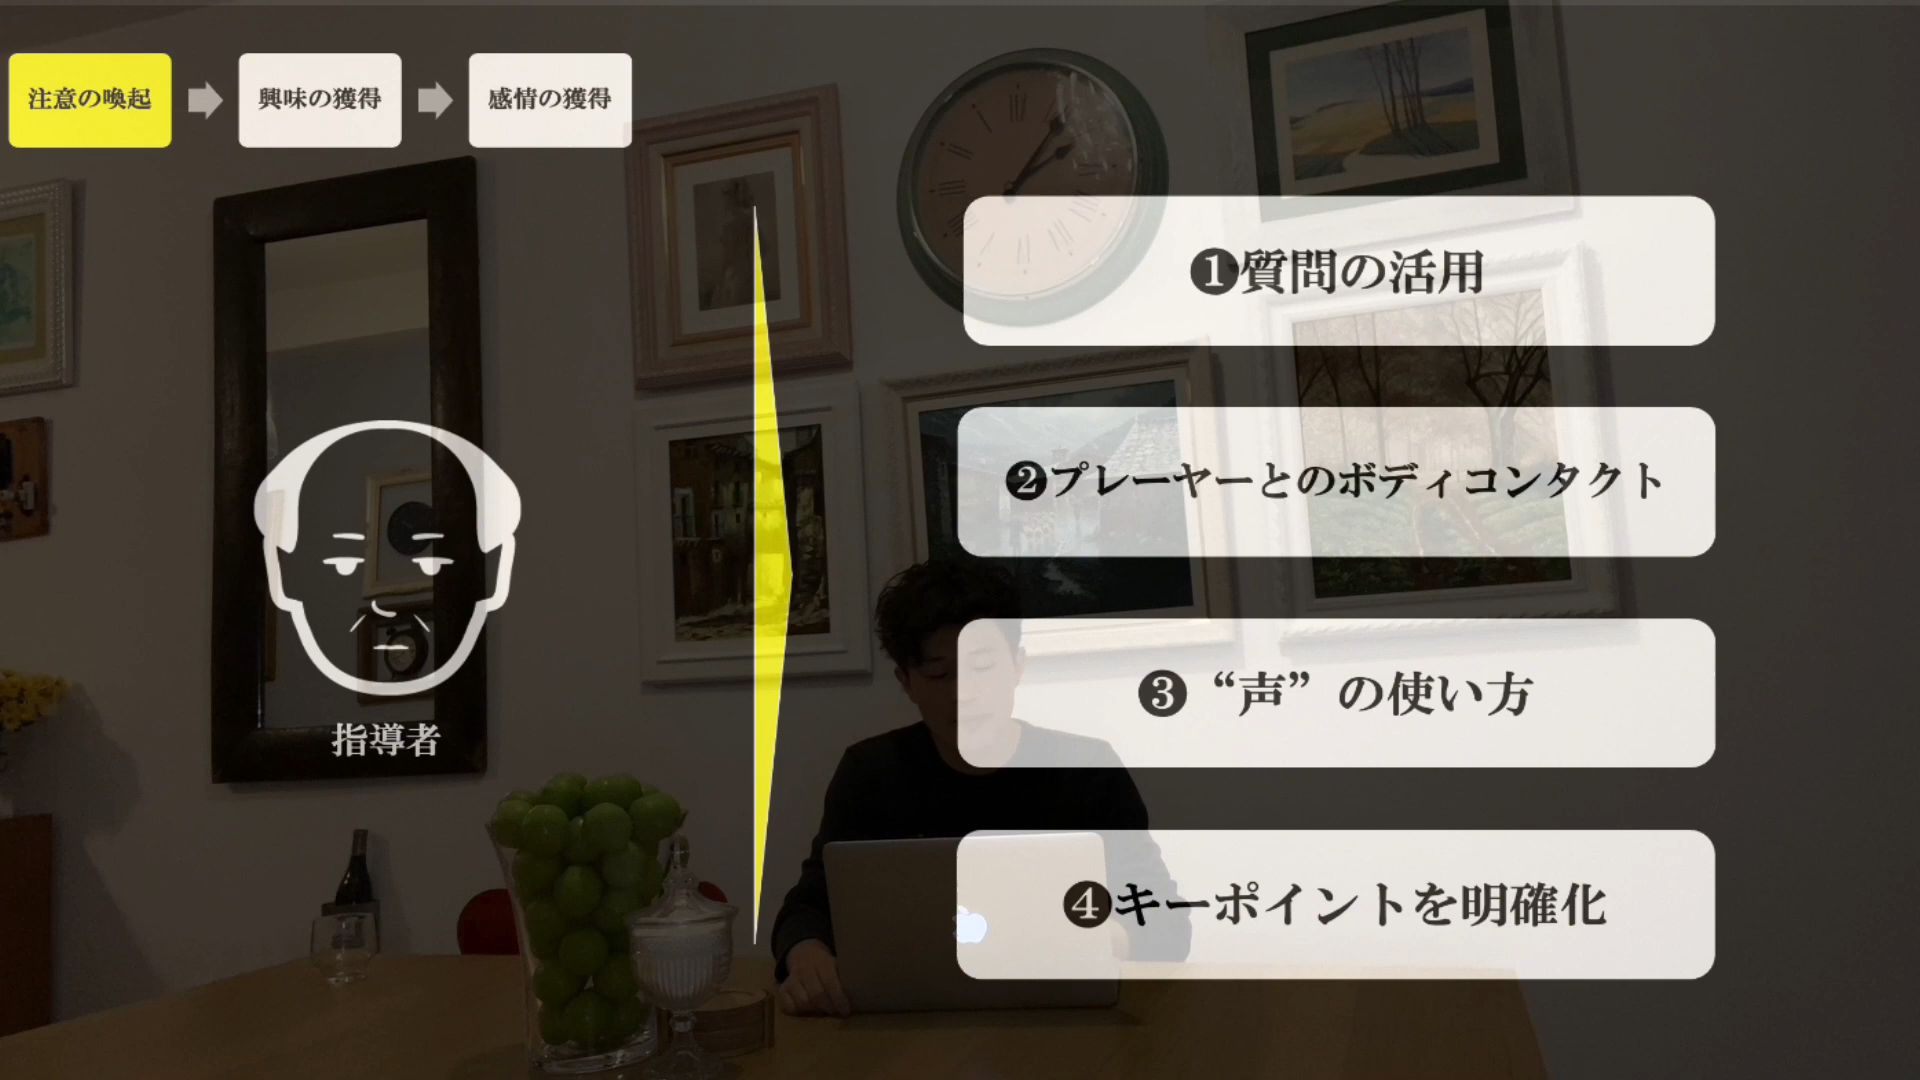 注意の喚起
興味の獲得
感情の獲得
指導者
❶質問の活用
❷プレーヤーとのボディコンタクト
❸“声”の使い方
❹キーポイントを明確化